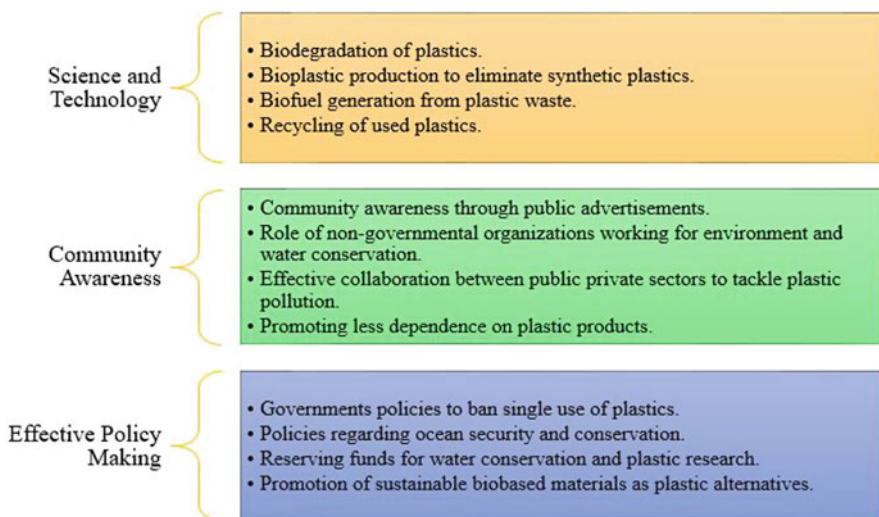 Science and
Technology
• Biodegradation of plastics.
• Bioplastic production to eliminate synthetic plastics.
• Biofuel generation from plastic waste.
• Recycling of used plastics.
Community
Awareness
• Community awareness through public advertisements.
• Role of non-governmental organizations working for environment and
water conservation.
• Effective collaboration between public private sectors to tackle plastic
pollution.
• Promoting less dependence on plastic products.
Effective Policy
Making
• Governments policies to ban single use of plastics.
• Policies regarding ocean security and conservation.
• Reserving funds for water conservation and plastic research.
• Promotion of sustainable biobased materials as plastic alternatives.